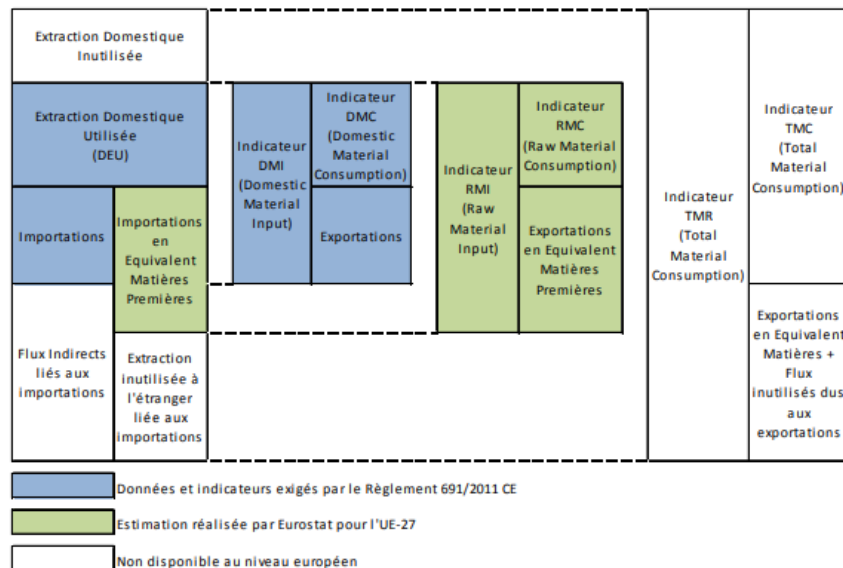 Extraction Domestique
Inutilisée
Extraction Domestique
Utilisée
(DEU)
Importations
Importations
en
Equivalent
Matières
Premières
Flux Indirects
liés aux
importations
Extraction
inutilisée à
l'étranger
liée aux
importations
Indicateur
DMI
(Domestic
Material
Input)
Indicateur
DMC
(Domestic
Material
Consumption)
Exportations
Indicateur
RMI
(Raw
Material
Input)
Indicateur
RMC
(Raw Material
Consumption)
Exportations
en Equivalent
Matières
Premières
Indicateur
TMR
(Total
Material
Consumption)
Indicateur
TMC
(Total
Material
Consumption)
Exportations
en Equivalent
Matières +
Flux
inutilisés dus
aux
exportations
Données et indicateurs exigés par le Règlement 691/2011 CE
Estimation réalisée par Eurostat pour l'UE-27
Non disponible au niveau européen